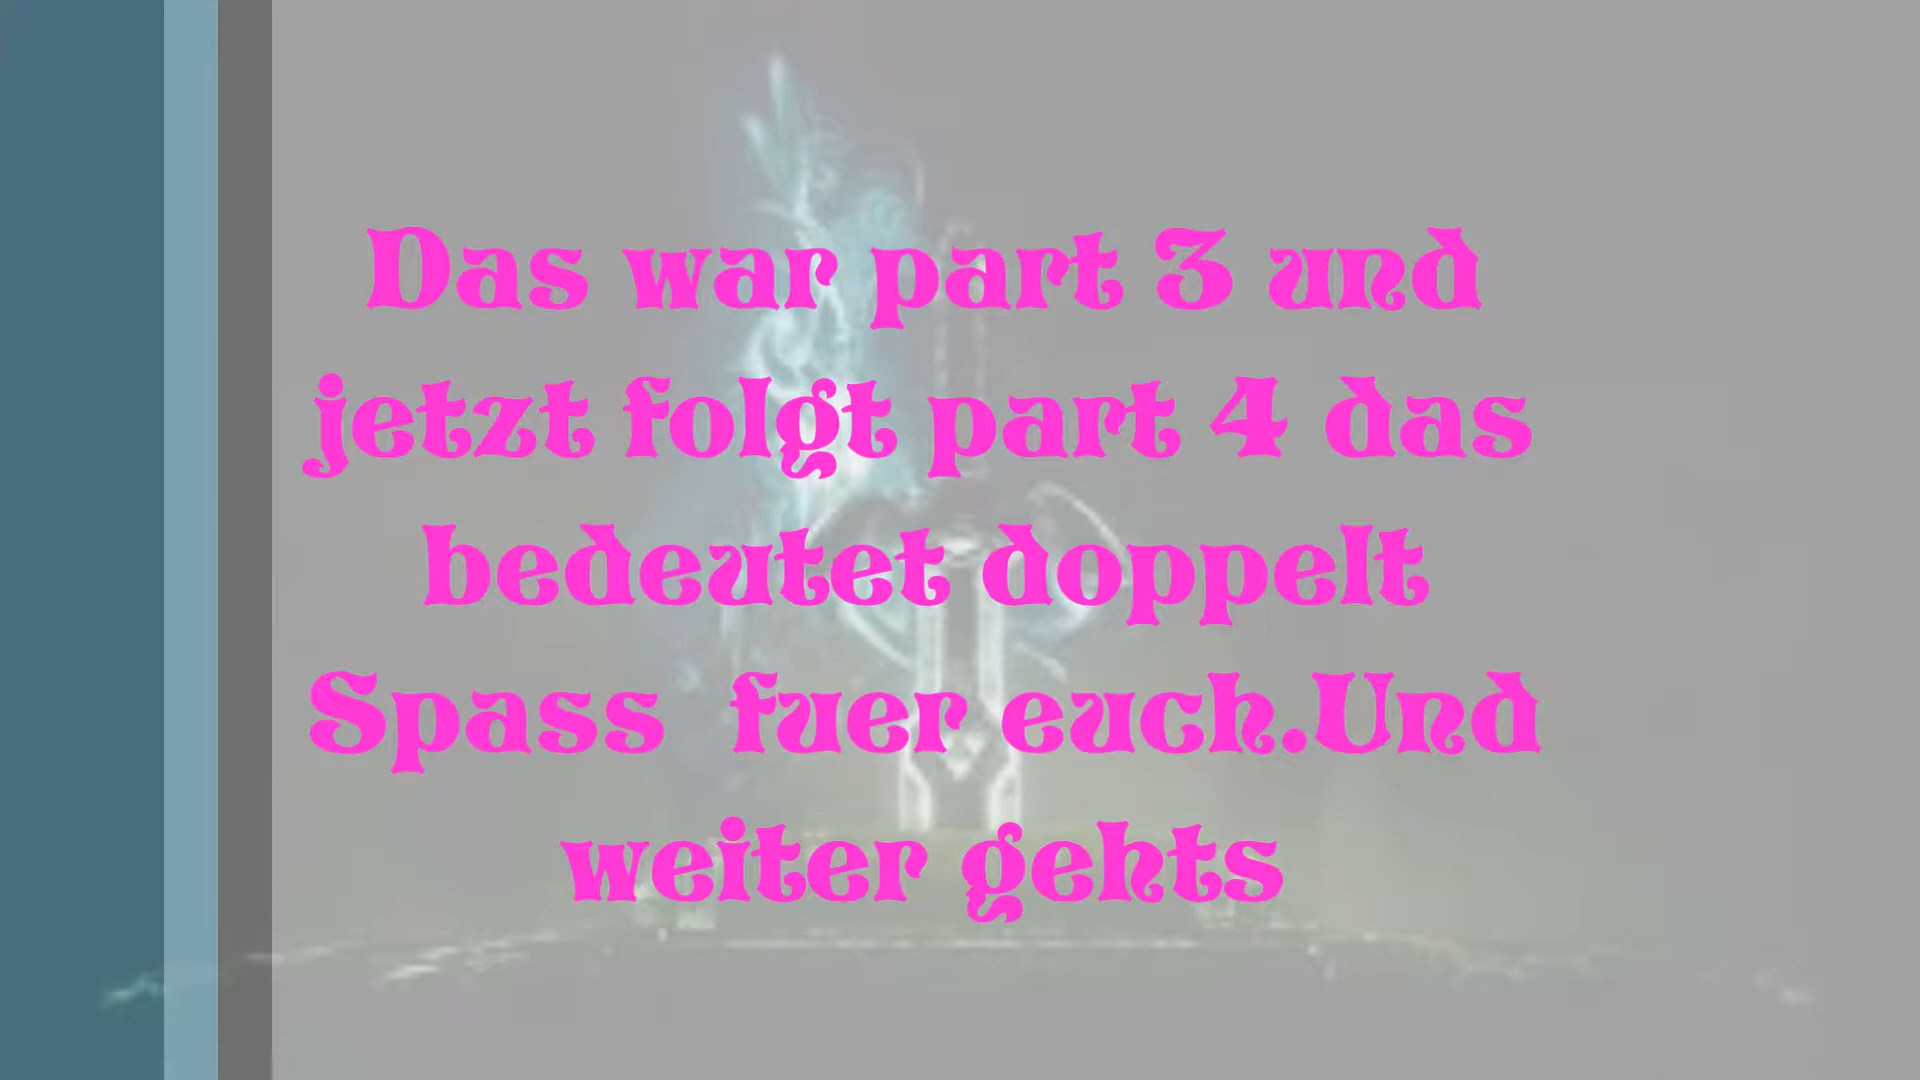 Das war part 3 und
jetzt folgt part 4 das
bedeutet doppelt
Spass  fuer euch.Und
weiter gehts